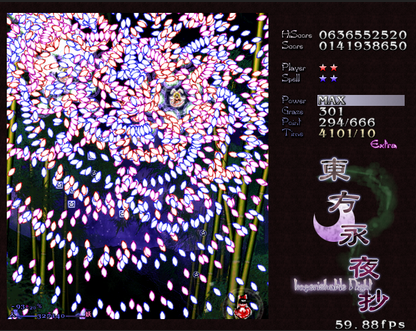 HiScore 0636552520
Score 0141938650
Player
Spell
Power MAX
Graze 301
Point 294/666
Time 4101/10
Extra
東方永夜抄
Imperishable Night
59.88fps